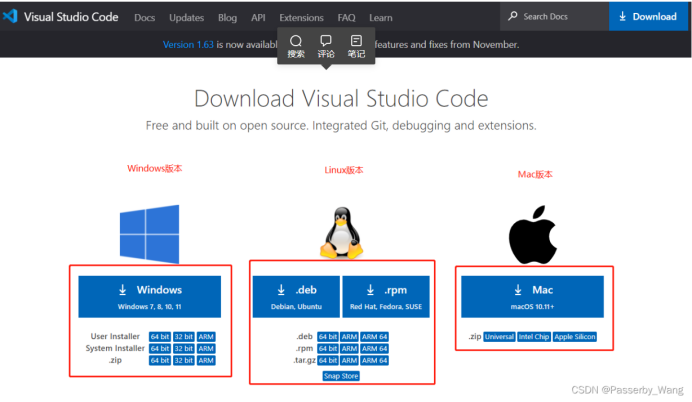 Visual Studio Code Docs Updates Blog API Extensions FAQ Learn Search Docs Download
Version 1.63 is now availabl features and fixes from November.
搜索 评论 笔记
Download Visual Studio Code
Free and built on open source. Integrated Git, debugging and extensions.
Windows版本 Linux版本 Mac版本
Windows .deb .rpm Mac
Windows 7, 8, 10, 11 Debian, Ubuntu Red Hat, Fedora, SUSE macOS 10.11+
User Installer 64 bit 32 bit ARM .deb 64 bit ARM ARM 64 .zip Universal Intel Chip Apple Silicon
System Installer 64 bit 32 bit ARM .rpm 64 bit ARM ARM 64
.zip 64 bit 32 bit ARM .tar.gz 64 bit ARM ARM 64
Snap Store
CSDN @Passerby_Wang